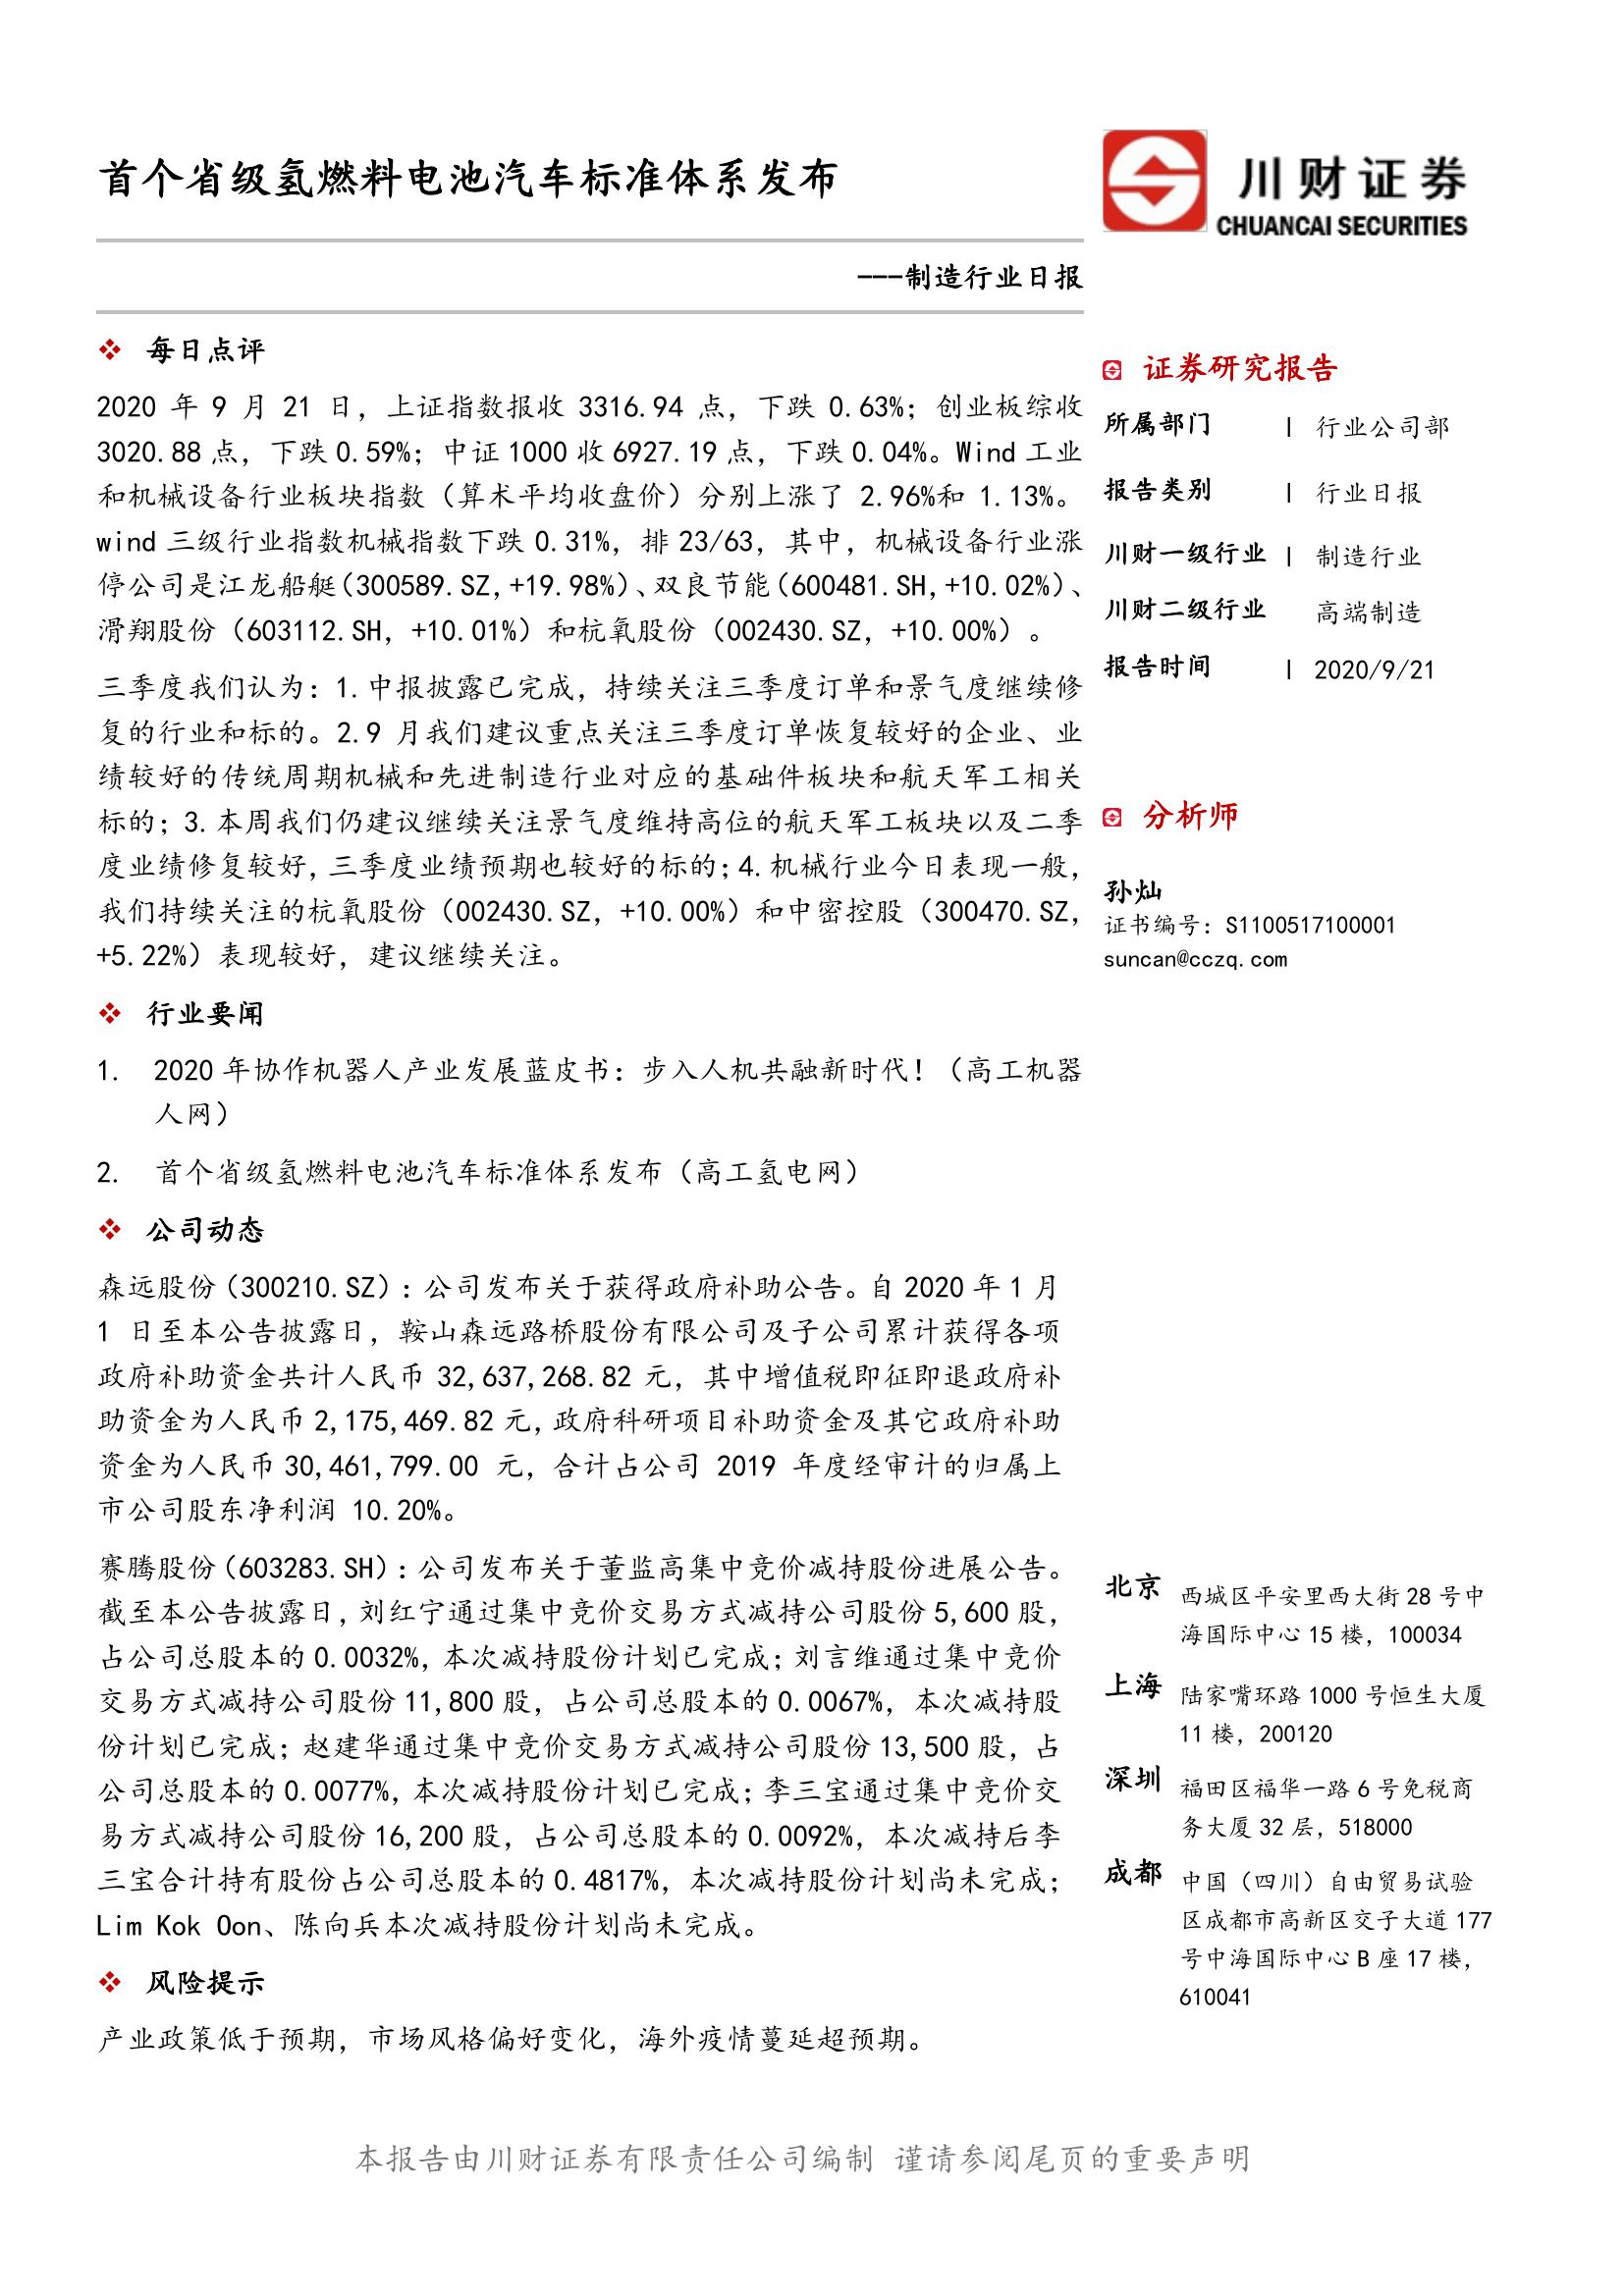 首个省级氢燃料电池汽车标准体系发布
川财证券
CHUANCAI SECURITIES
---制造行业日报
每日点评
2020 年 9 月 21 日，上证指数报收 3316.94 点，下跌 0.63%；创业板综收
3020.88 点，下跌 0.59%；中证 1000 收 6927.19 点，下跌 0.04%。Wind 工业
和机械设备行业板块指数（算术平均收盘价）分别上涨了 2.96%和 1.13%。
wind 三级行业指数机械指数下跌 0.31%，排 23/63，其中，机械设备行业涨
停公司是江龙船艇（300589.SZ,+19.98%）、双良节能（600481.SH,+10.02%）、
滑翔股份（603112.SH，+10.01%）和杭氧股份（002430.SZ，+10.00%）。
三季度我们认为：1.中报披露已完成，持续关注三季度订单和景气度继续修
复的行业和标的。2.9 月我们建议重点关注三季度订单恢复较好的企业、业
绩较好的传统周期机械和先进制造行业对应的基础件板块和航天军工相关
标的；3.本周我们仍建议继续关注景气度维持高位的航天军工板块以及二季
度业绩修复较好，三季度业绩预期也较好的标的；4.机械行业今日表现一般，
我们持续关注的杭氧股份（002430.SZ，+10.00%）和中密控股（300470.SZ，
+5.22%）表现较好，建议继续关注。
行业要闻
1. 2020 年协作机器人产业发展蓝皮书：步入人机共融新时代！（高工机器
人网）
2. 首个省级氢燃料电池汽车标准体系发布（高工氢电网）
公司动态
森远股份（300210.SZ）：公司发布关于获得政府补助公告。自 2020 年 1 月
1 日至本公告披露日，鞍山森远路桥股份有限公司及子公司累计获得各项
政府补助资金共计人民币 32,637,268.82 元，其中增值税即征即退政府补
助资金为人民币 2,175,469.82 元，政府科研项目补助资金及其它政府补助
资金为人民币 30,461,799.00 元，合计占公司 2019 年度经审计的归属上
市公司股东净利润 10.20%。
赛腾股份（603283.SH）：公司发布关于董监高集中竞价减持股份进展公告。
截至本公告披露日，刘红宁通过集中竞价交易方式减持公司股份 5,600 股，
占公司总股本的 0.0032%，本次减持股份计划已完成；刘言维通过集中竞价
交易方式减持公司股份 11,800 股，占公司总股本的 0.0067%，本次减持股
份计划已完成；赵建华通过集中竞价交易方式减持公司股份 13,500 股，占
公司总股本的 0.0077%，本次减持股份计划已完成；李三宝通过集中竞价交
易方式减持公司股份 16,200 股，占公司总股本的 0.0092%，本次减持后李
三宝合计持有股份占公司总股本的 0.4817%，本次减持股份计划尚未完成；
Lim Kok Oon、陈向兵本次减持股份计划尚未完成。
风险提示
产业政策低于预期，市场风格偏好变化，海外疫情蔓延超预期。
证券研究报告
所属部门 | 行业公司部
报告类别 | 行业日报
川财一级行业 | 制造行业
川财二级行业 高端制造
报告时间 | 2020/9/21
分析师
孙灿
证书编号：S1100517100001
suncan@cczq.com
北京 西城区平安里西大街 28 号中
海国际中心 15 楼，100034
上海 陆家嘴环路 1000 号恒生大厦
11 楼，200120
深圳 福田区福华一路 6 号免税商
务大厦 32 层，518000
成都 中国（四川）自由贸易试验
区成都市高新区交子大道 177
号中海国际中心 B 座 17 楼，
610041
本报告由川财证券有限责任公司编制 谨请参阅尾页的重要声明